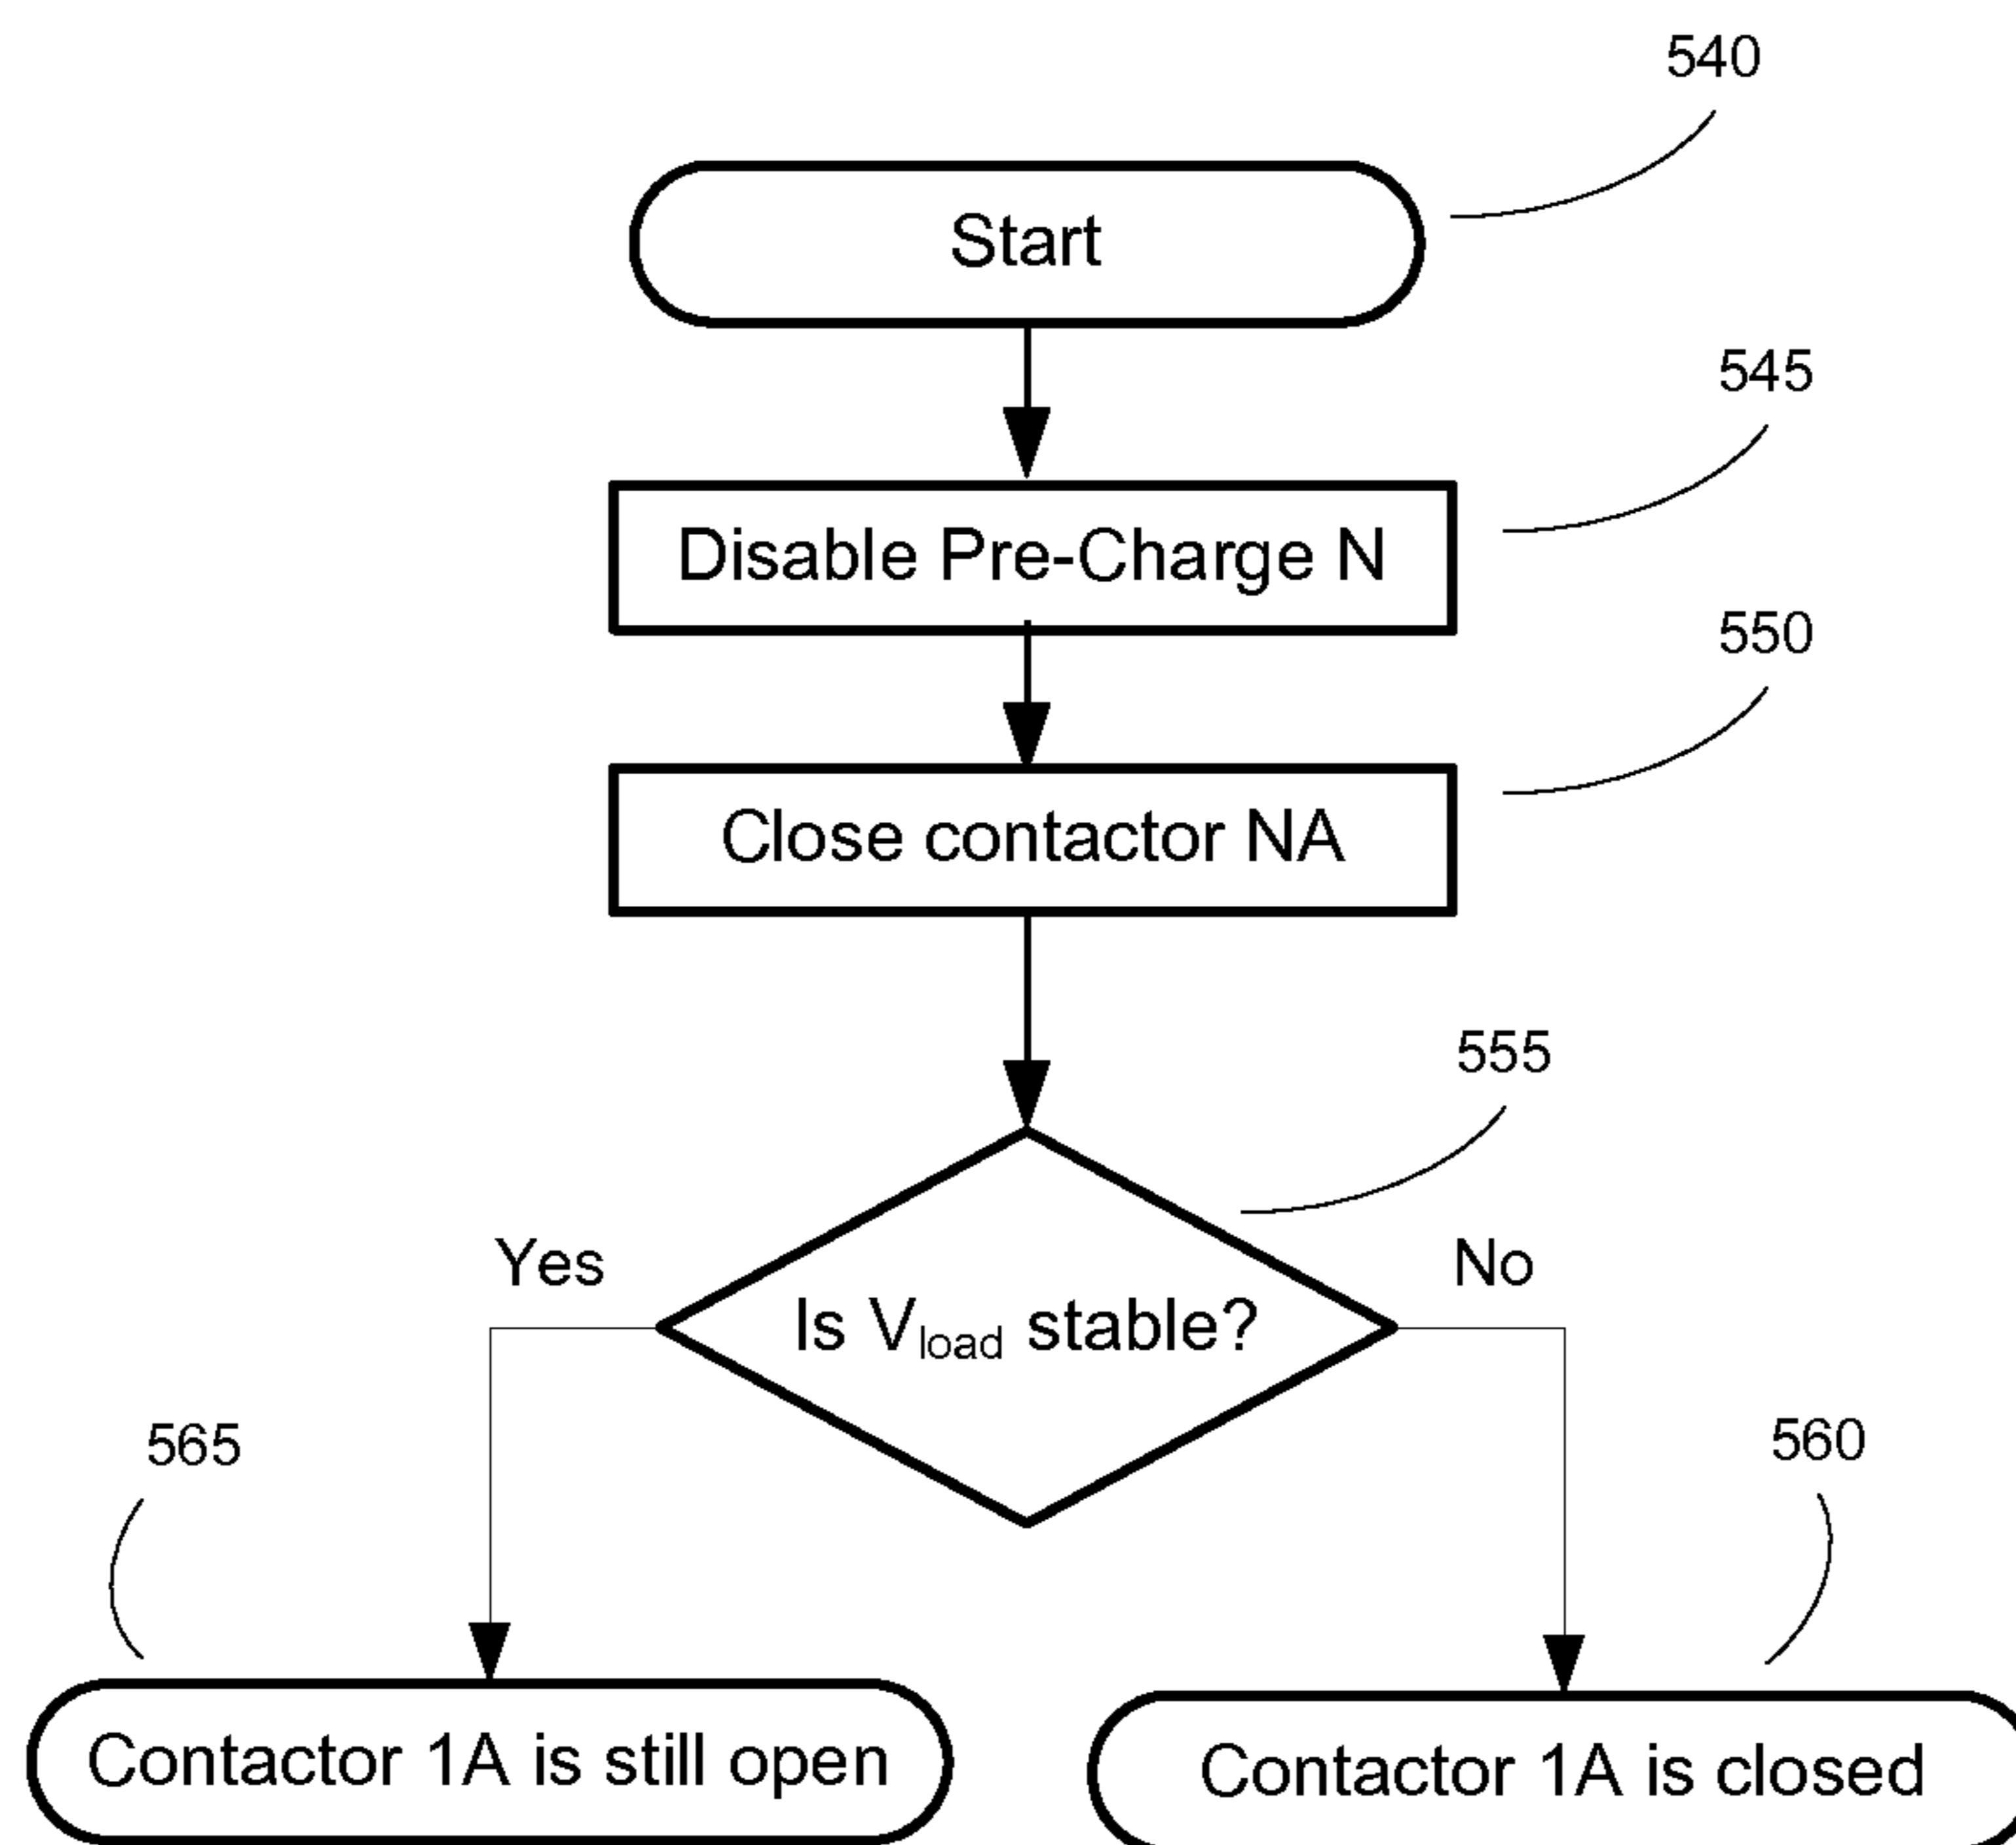 540
Start
545
Disable Pre-Charge N
550
Close contactor NA
555
Yes
No
Is Vload stable?
565
560
Contactor 1A is still open
Contactor 1A is closed